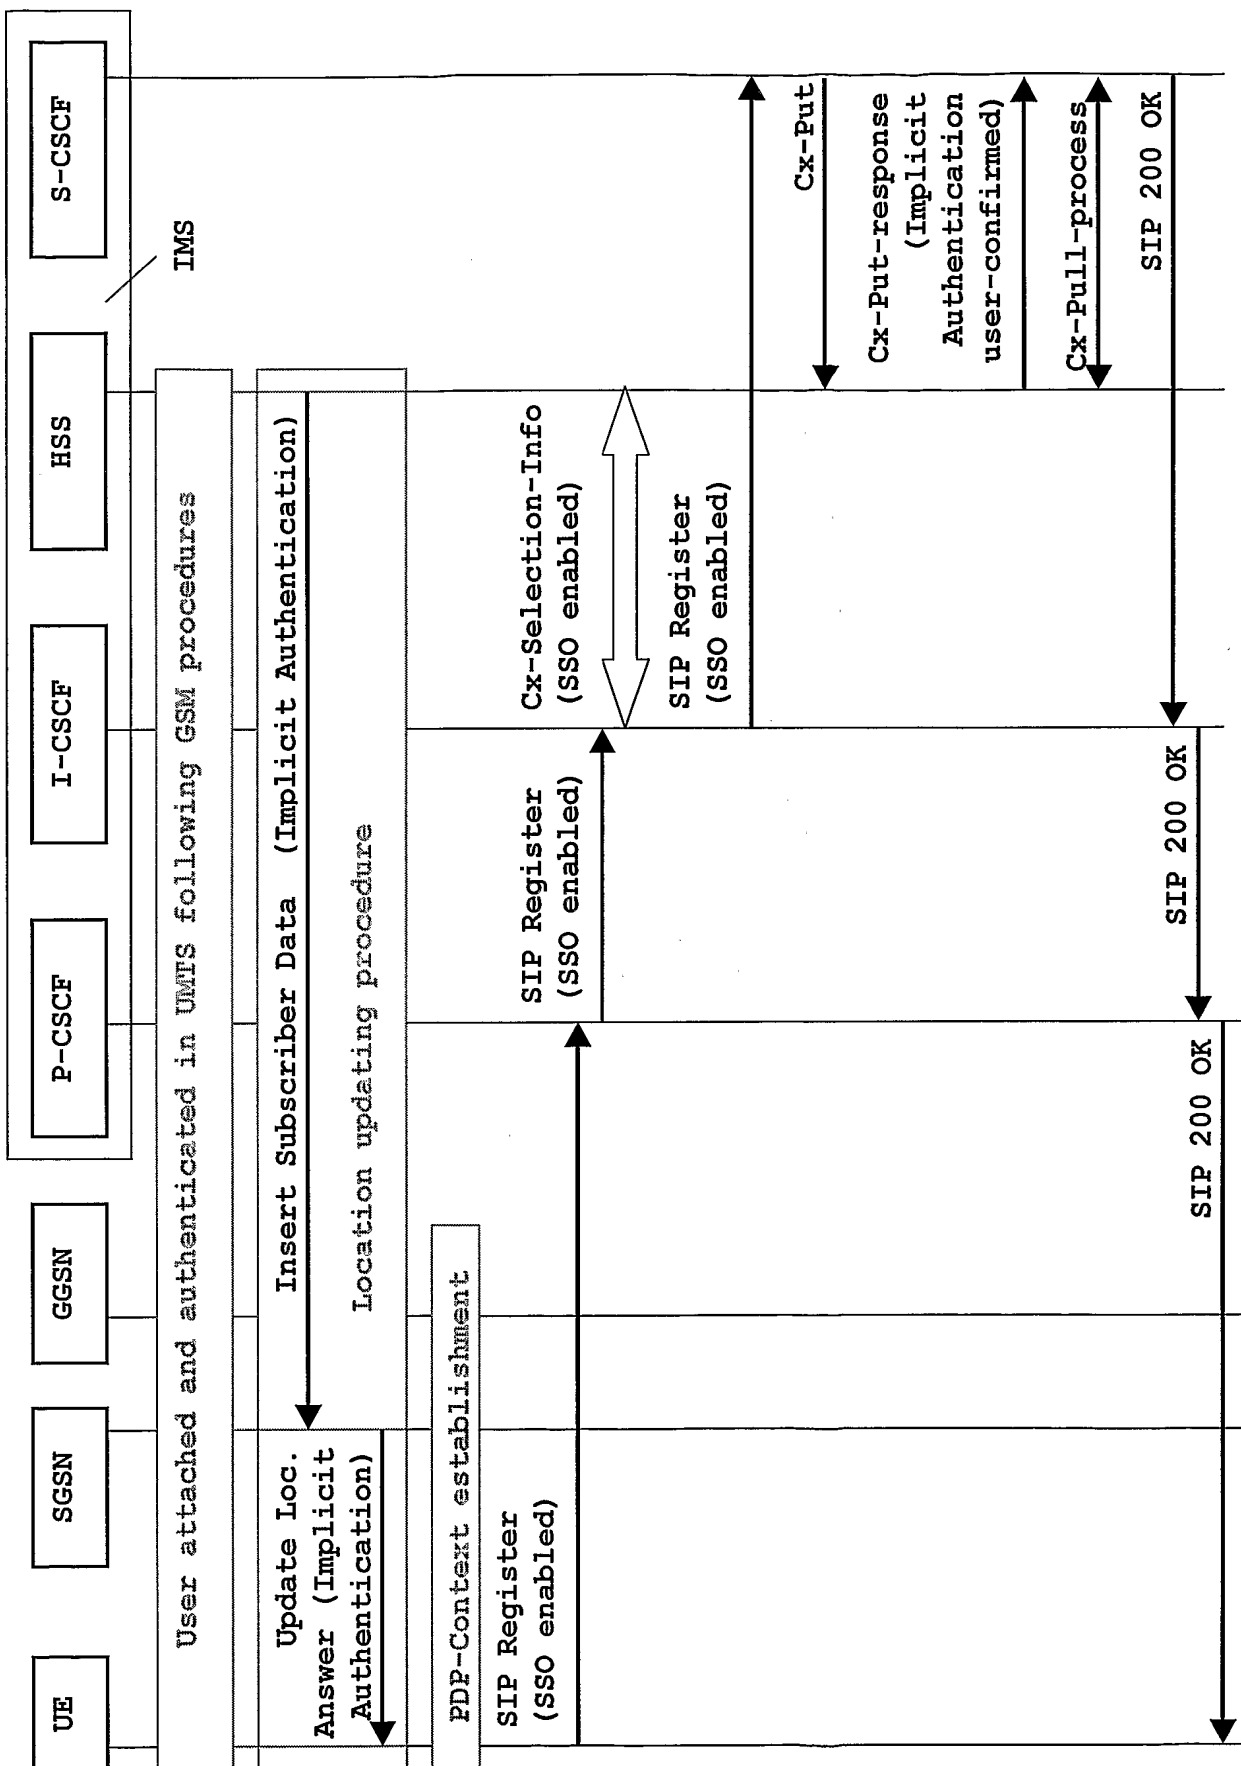 UE
SGSN
GGSN
P-CSCF
I-CSCF
HSS
S-CSCF
IMS
User attached and authenticated in UMTS following GSM procedures
Insert Subscriber Data (Implicit Authentication)
Update Loc.
Answer (Implicit
Authentication)
Location updating procedure
PDP-Context establishment
SIP Register
(SSO enabled)
SIP Register
(SSO enabled)
Cx-Selection-Info
(SSO enabled)
SIP Register
(SSO enabled)
Cx-Put
Cx-Put-response
(Implicit
Authentication
user-confirmed)
Cx-Pull-process
SIP 200 OK
SIP 200 OK
SIP 200 OK